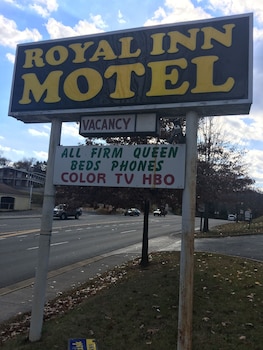 ROYAL INN
MOTEL
VACANCY
ALL FIRM QUEEN
BEDS PHONES
COLOR TV HBO